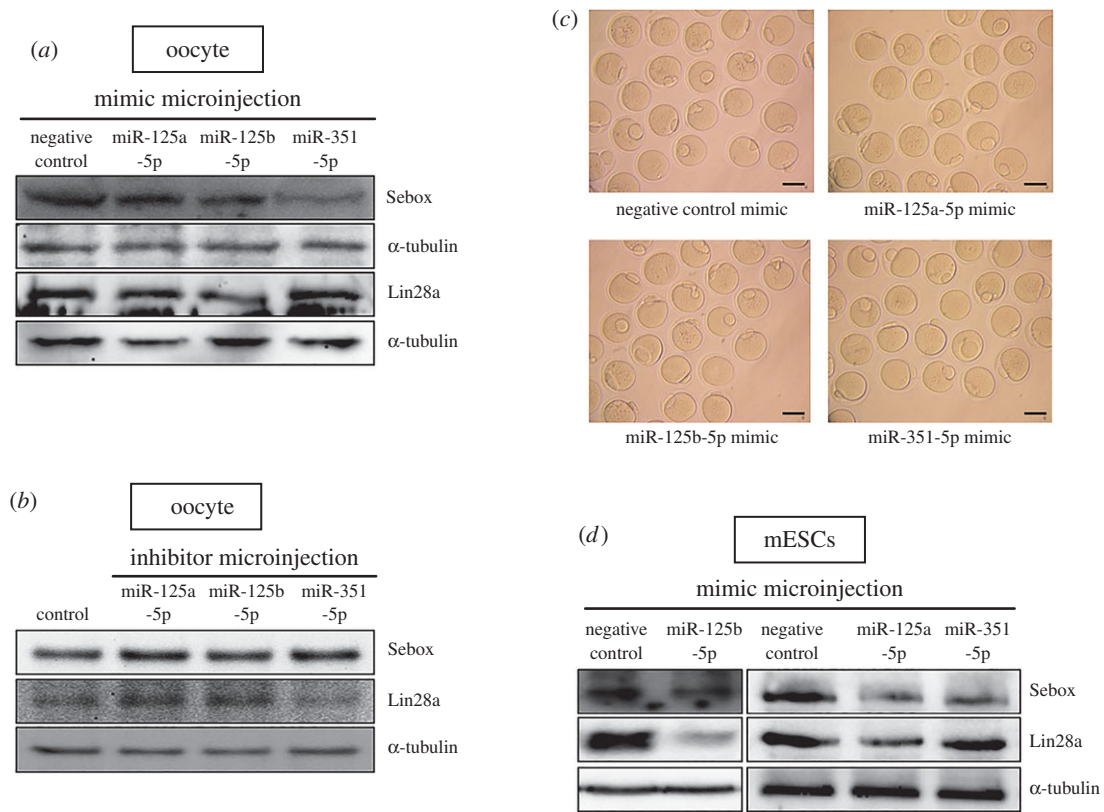 (a)
oocyte
mimic microinjection
negative control
miR-125a -5p
miR-125b -5p
miR-351 -5p
Sebox
α-tubulin
Lin28a
α-tubulin
(b)
oocyte
inhibitor microinjection
control
miR-125a -5p
miR-125b -5p
miR-351 -5p
Sebox
Lin28a
α-tubulin
(c)
negative control mimic
miR-125a-5p mimic
miR-125b-5p mimic
miR-351-5p mimic
(d)
mESCs
mimic microinjection
negative control
miR-125b -5p
negative control
miR-125a -5p
miR-351 -5p
Sebox
Lin28a
α-tubulin